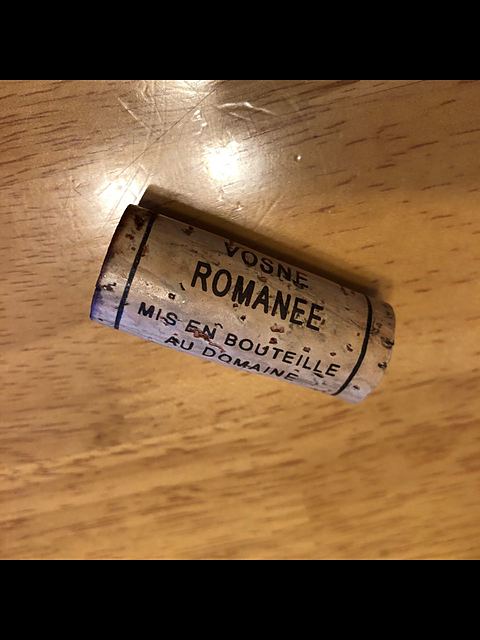 VOSNE
ROMANEE
MIS EN BOUTEILLE
AU DOMAINE